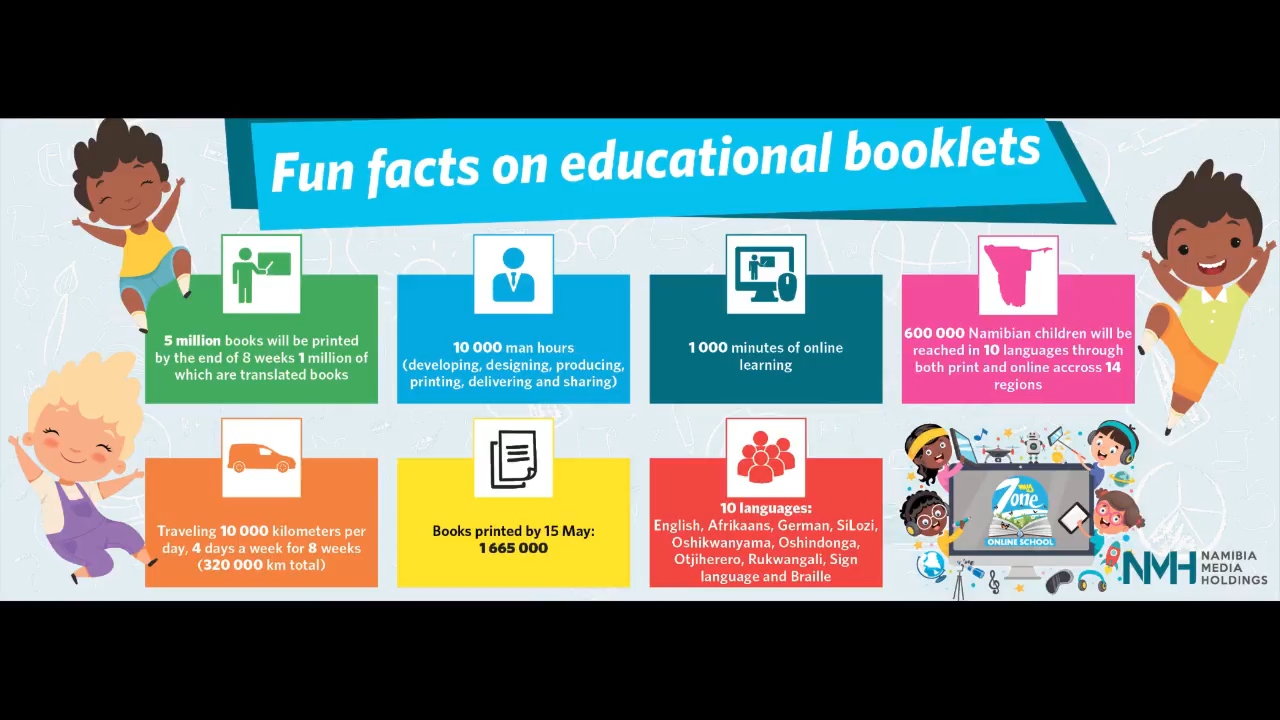 Fun facts on educational booklets
5 million books will be printed
by the end of 8 weeks 1 million of
which are translated books
10 000 man hours
(developing, designing, producing,
printing, delivering and sharing)
1 000 minutes of online
learning
600 000 Namibian children will be
reached in 10 languages through
both print and online accross 14
regions
Traveling 10 000 kilometers per
day, 4 days a week for 8 weeks
(320 000 km total)
Books printed by 15 May:
1 665 000
10 languages:
English, Afrikaans, German, SiLozi,
Oshikwanyama, Oshindonga,
Otjiherero, Rukwangali, Sign
language and Braille
my
Zone
ONLINE SCHOOL
NMH
NAMIBIA
MEDIA
HOLDINGS